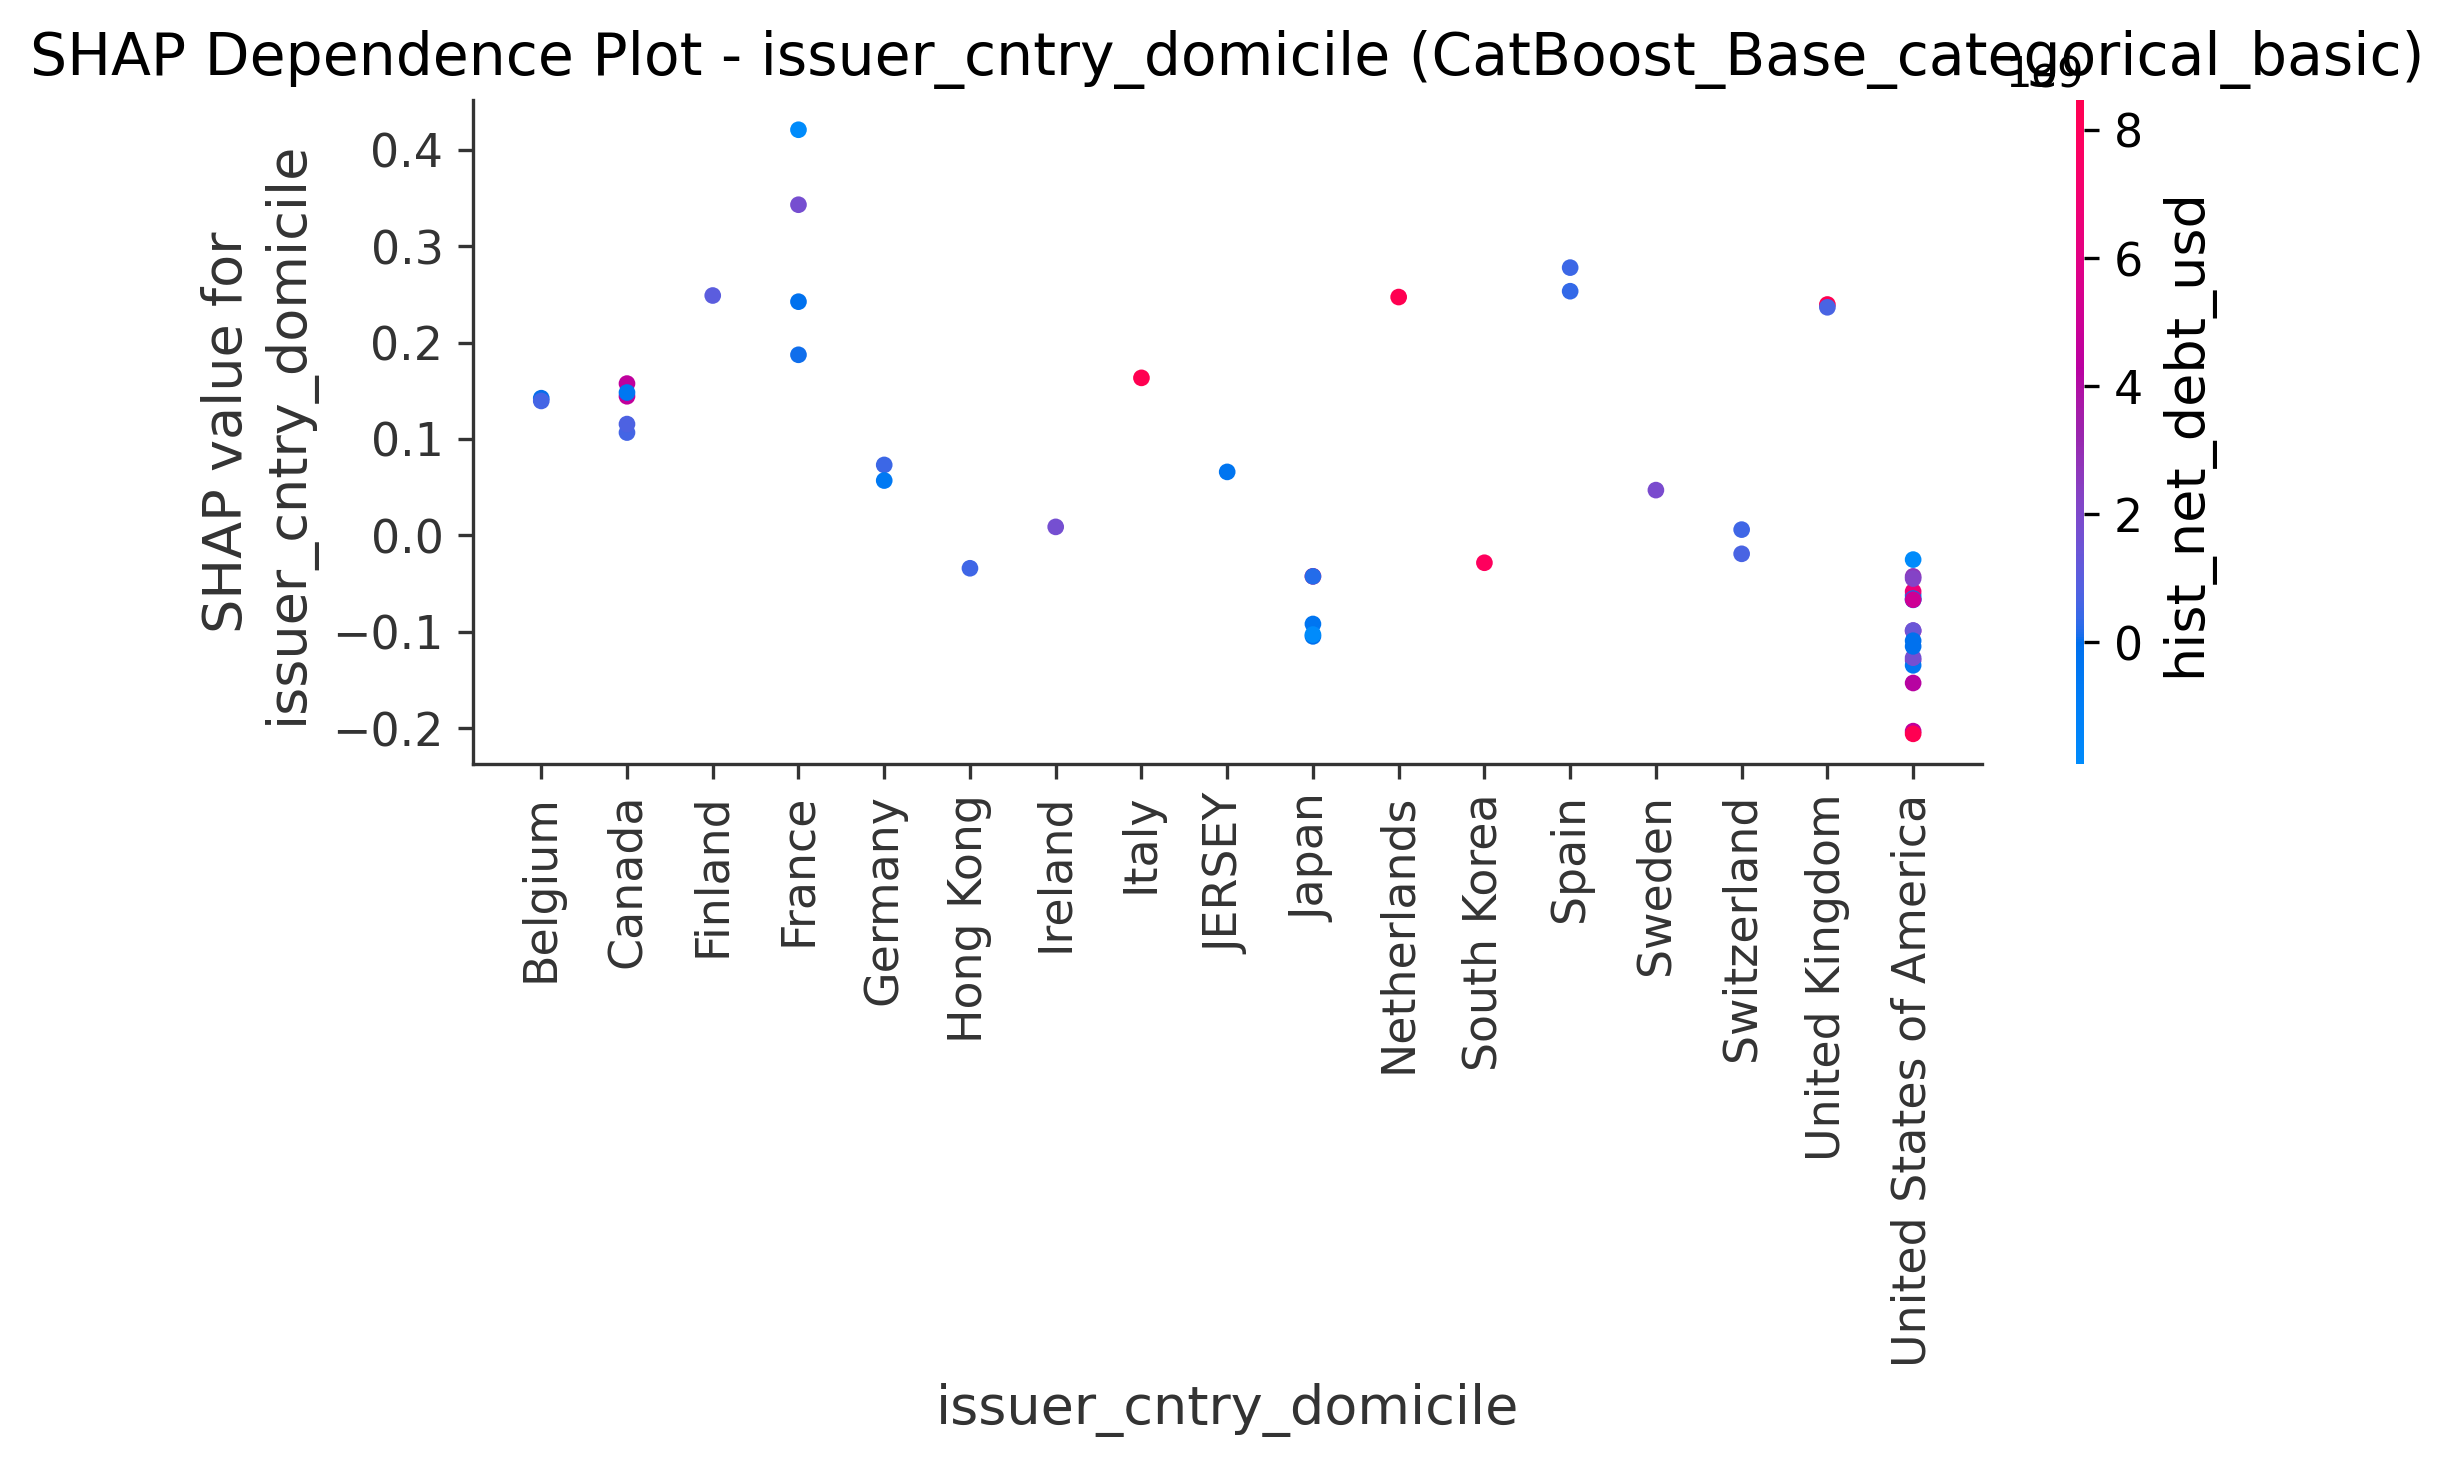 SHAP Dependence Plot - issuer_cntry_domicile (CatBoost_Base_categorical_basic)
1e9
SHAP value for
issuer_cntry_domicile
0.4
0.3
0.2
0.1
0.0
−0.1
−0.2
8
6
4
2
0
hist_net_debt_usd
Belgium
Canada
Finland
France
Germany
Hong Kong
Ireland
Italy
JERSEY
Japan
Netherlands
South Korea
Spain
Sweden
Switzerland
United Kingdom
United States of America
issuer_cntry_domicile